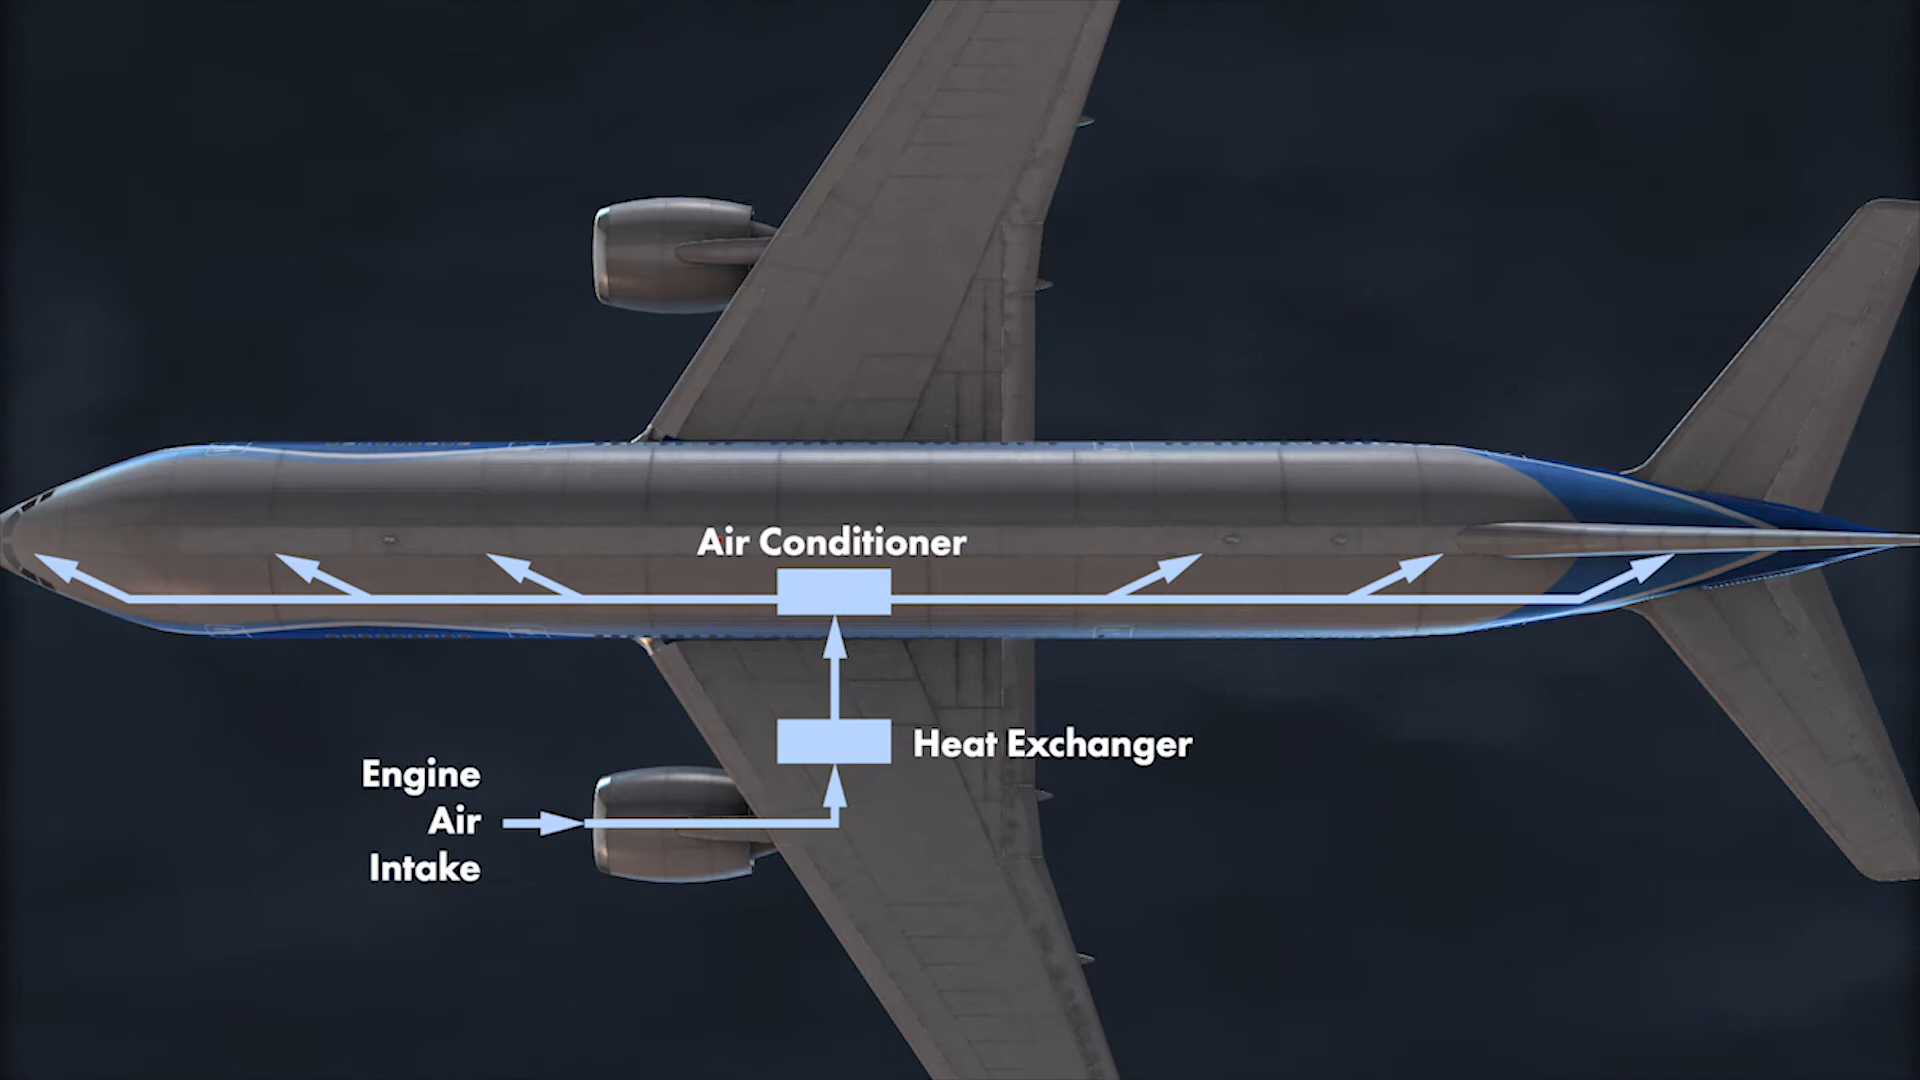 Air Conditioner
Heat Exchanger
Engine
Air
Intake